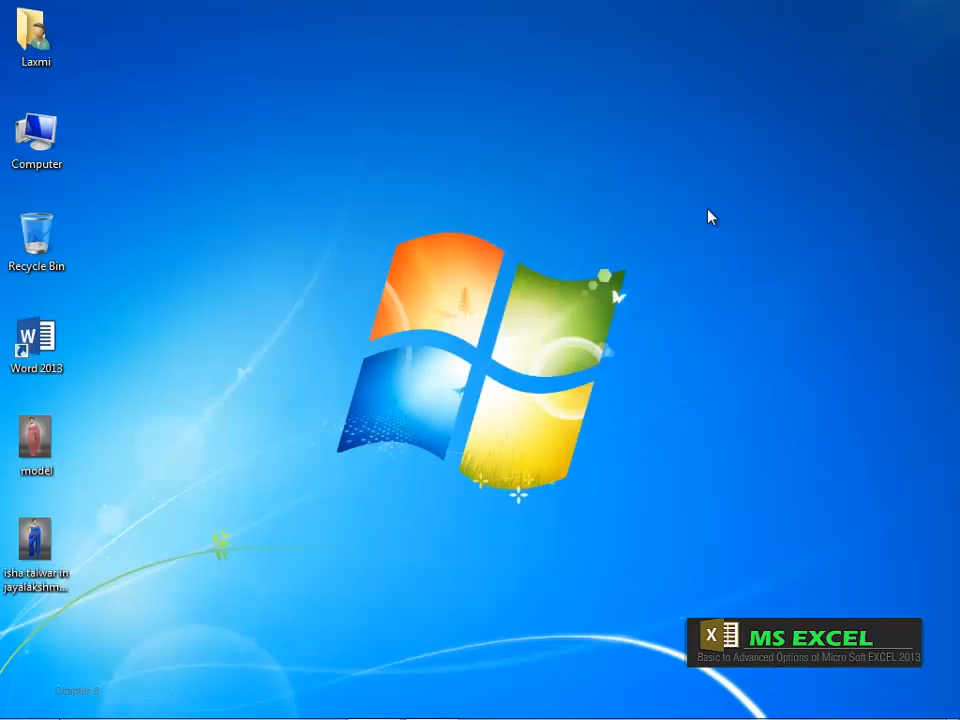 Laxmi
Computer
Recycle Bin
Word 2013
model
isha talwar in
jayalakshm...
MS EXCEL
Basic to Advanced Options of Micro Soft EXCEL 2013